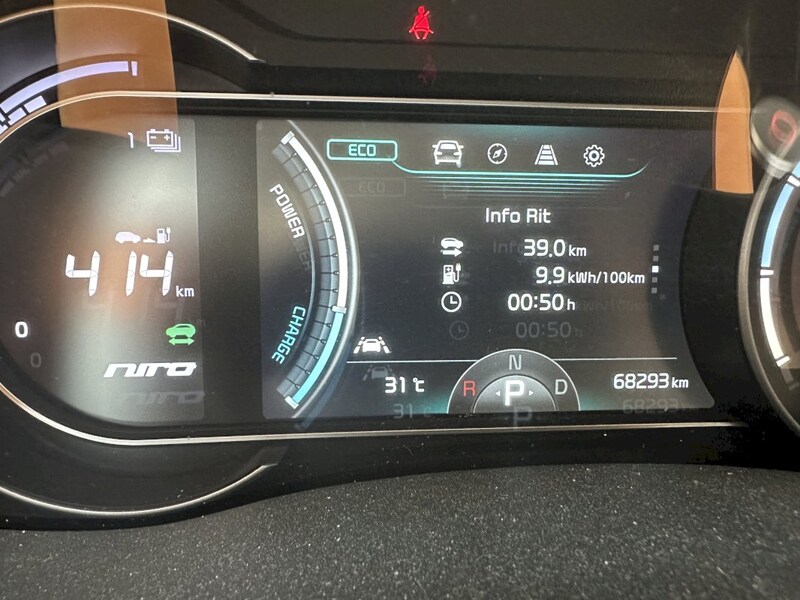 ECO
1
POWER
Info Rit
39.0 km
9.9 kWh/100km
00:50 h
414 km
CHARGE
0
niro
31 ℃
R N P D
68293 km